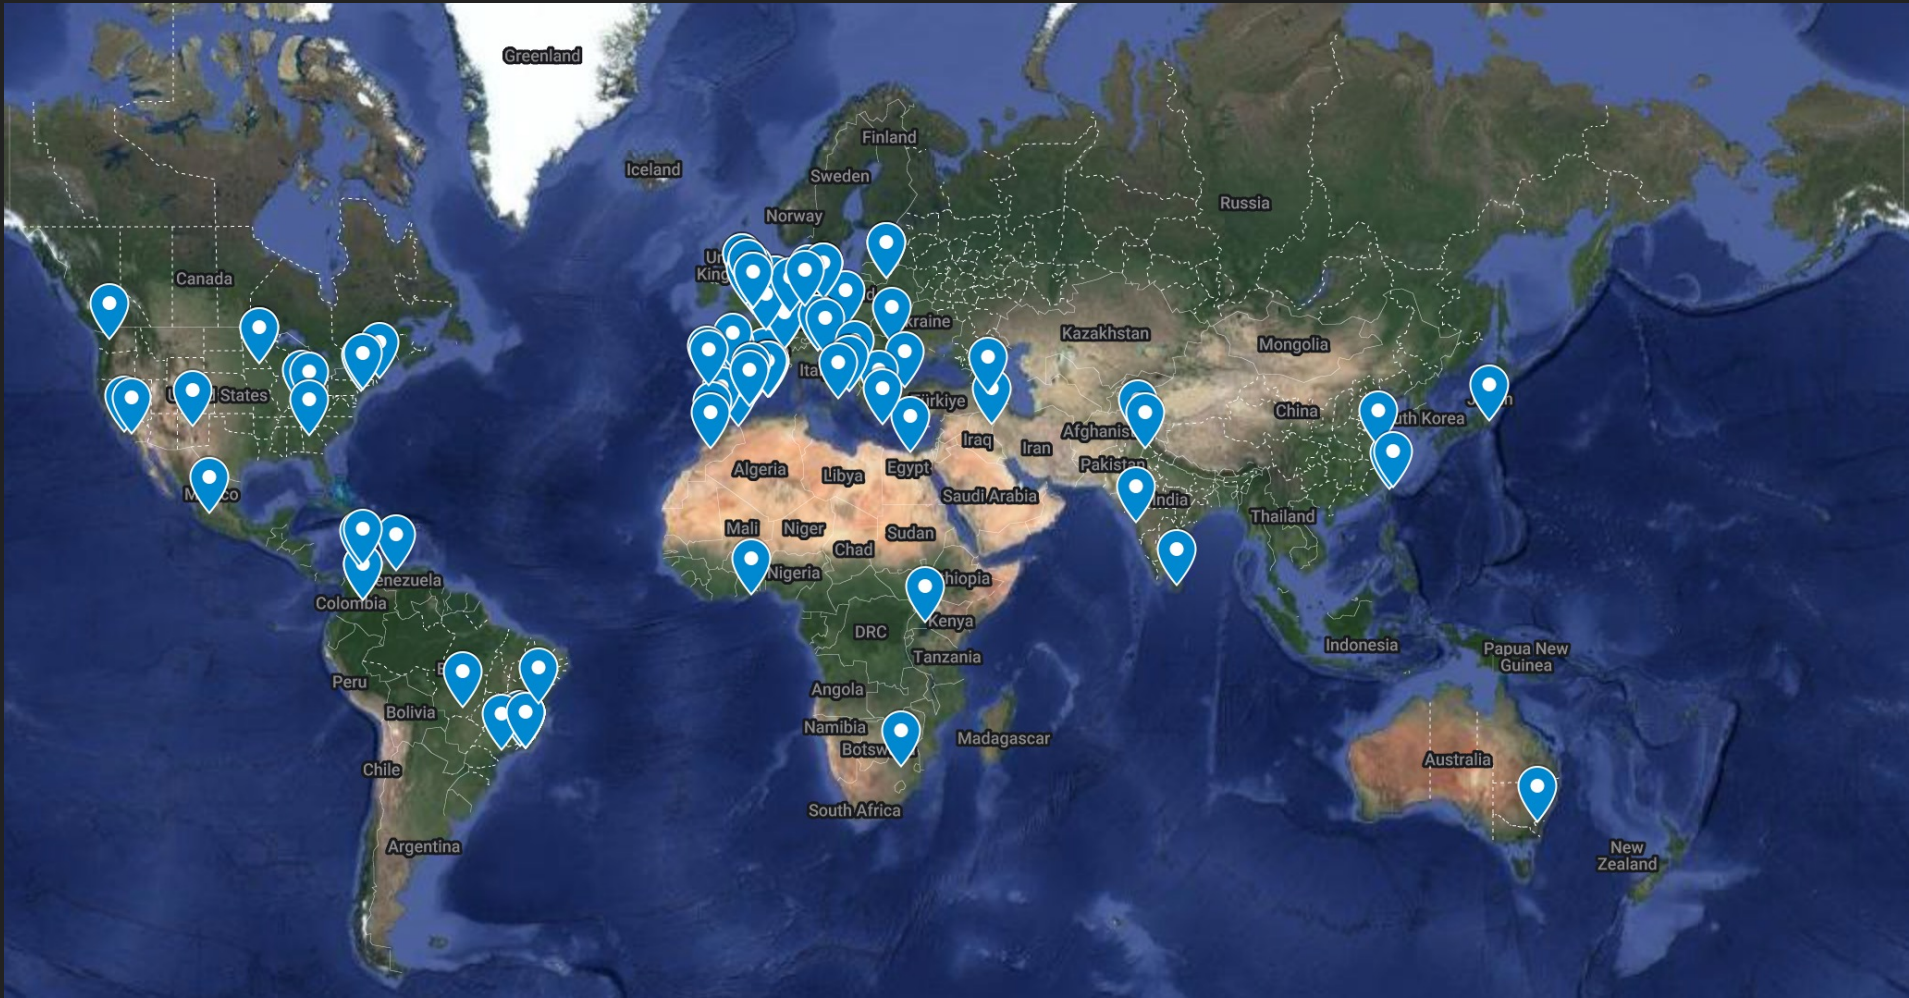 Greenland
Finland
Iceland
Sweden
Norway
Russia
Canada
Kazakhstan
Mongolia
China
Afghanis
Iraq
Iran
Pakistan
Algeria
Libya
Egypt
Saudi Arabia
India
Thailand
Mali
Niger
Chad
Sudan
Nigeria
Colombia
DRC
Kenya
Tanzania
Indonesia
Papua New
Guinea
Peru
Angola
Bolivia
Namibia
Botsw
Madagascar
Chile
Australia
South Africa
Argentina
New
Zealand